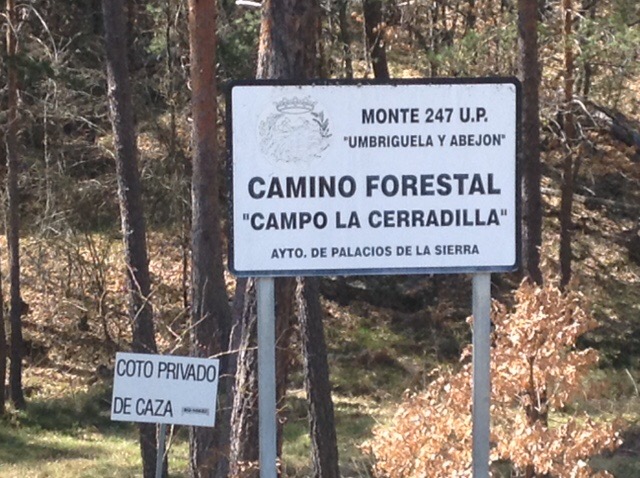 MONTE 247 U.P.
"UMBRIGUELA Y ABEJON"
CAMINO FORESTAL
"CAMPO LA CERRADILLA"
AYTO. DE PALACIOS DE LA SIERRA
COTO PRIVADO
DE CAZA